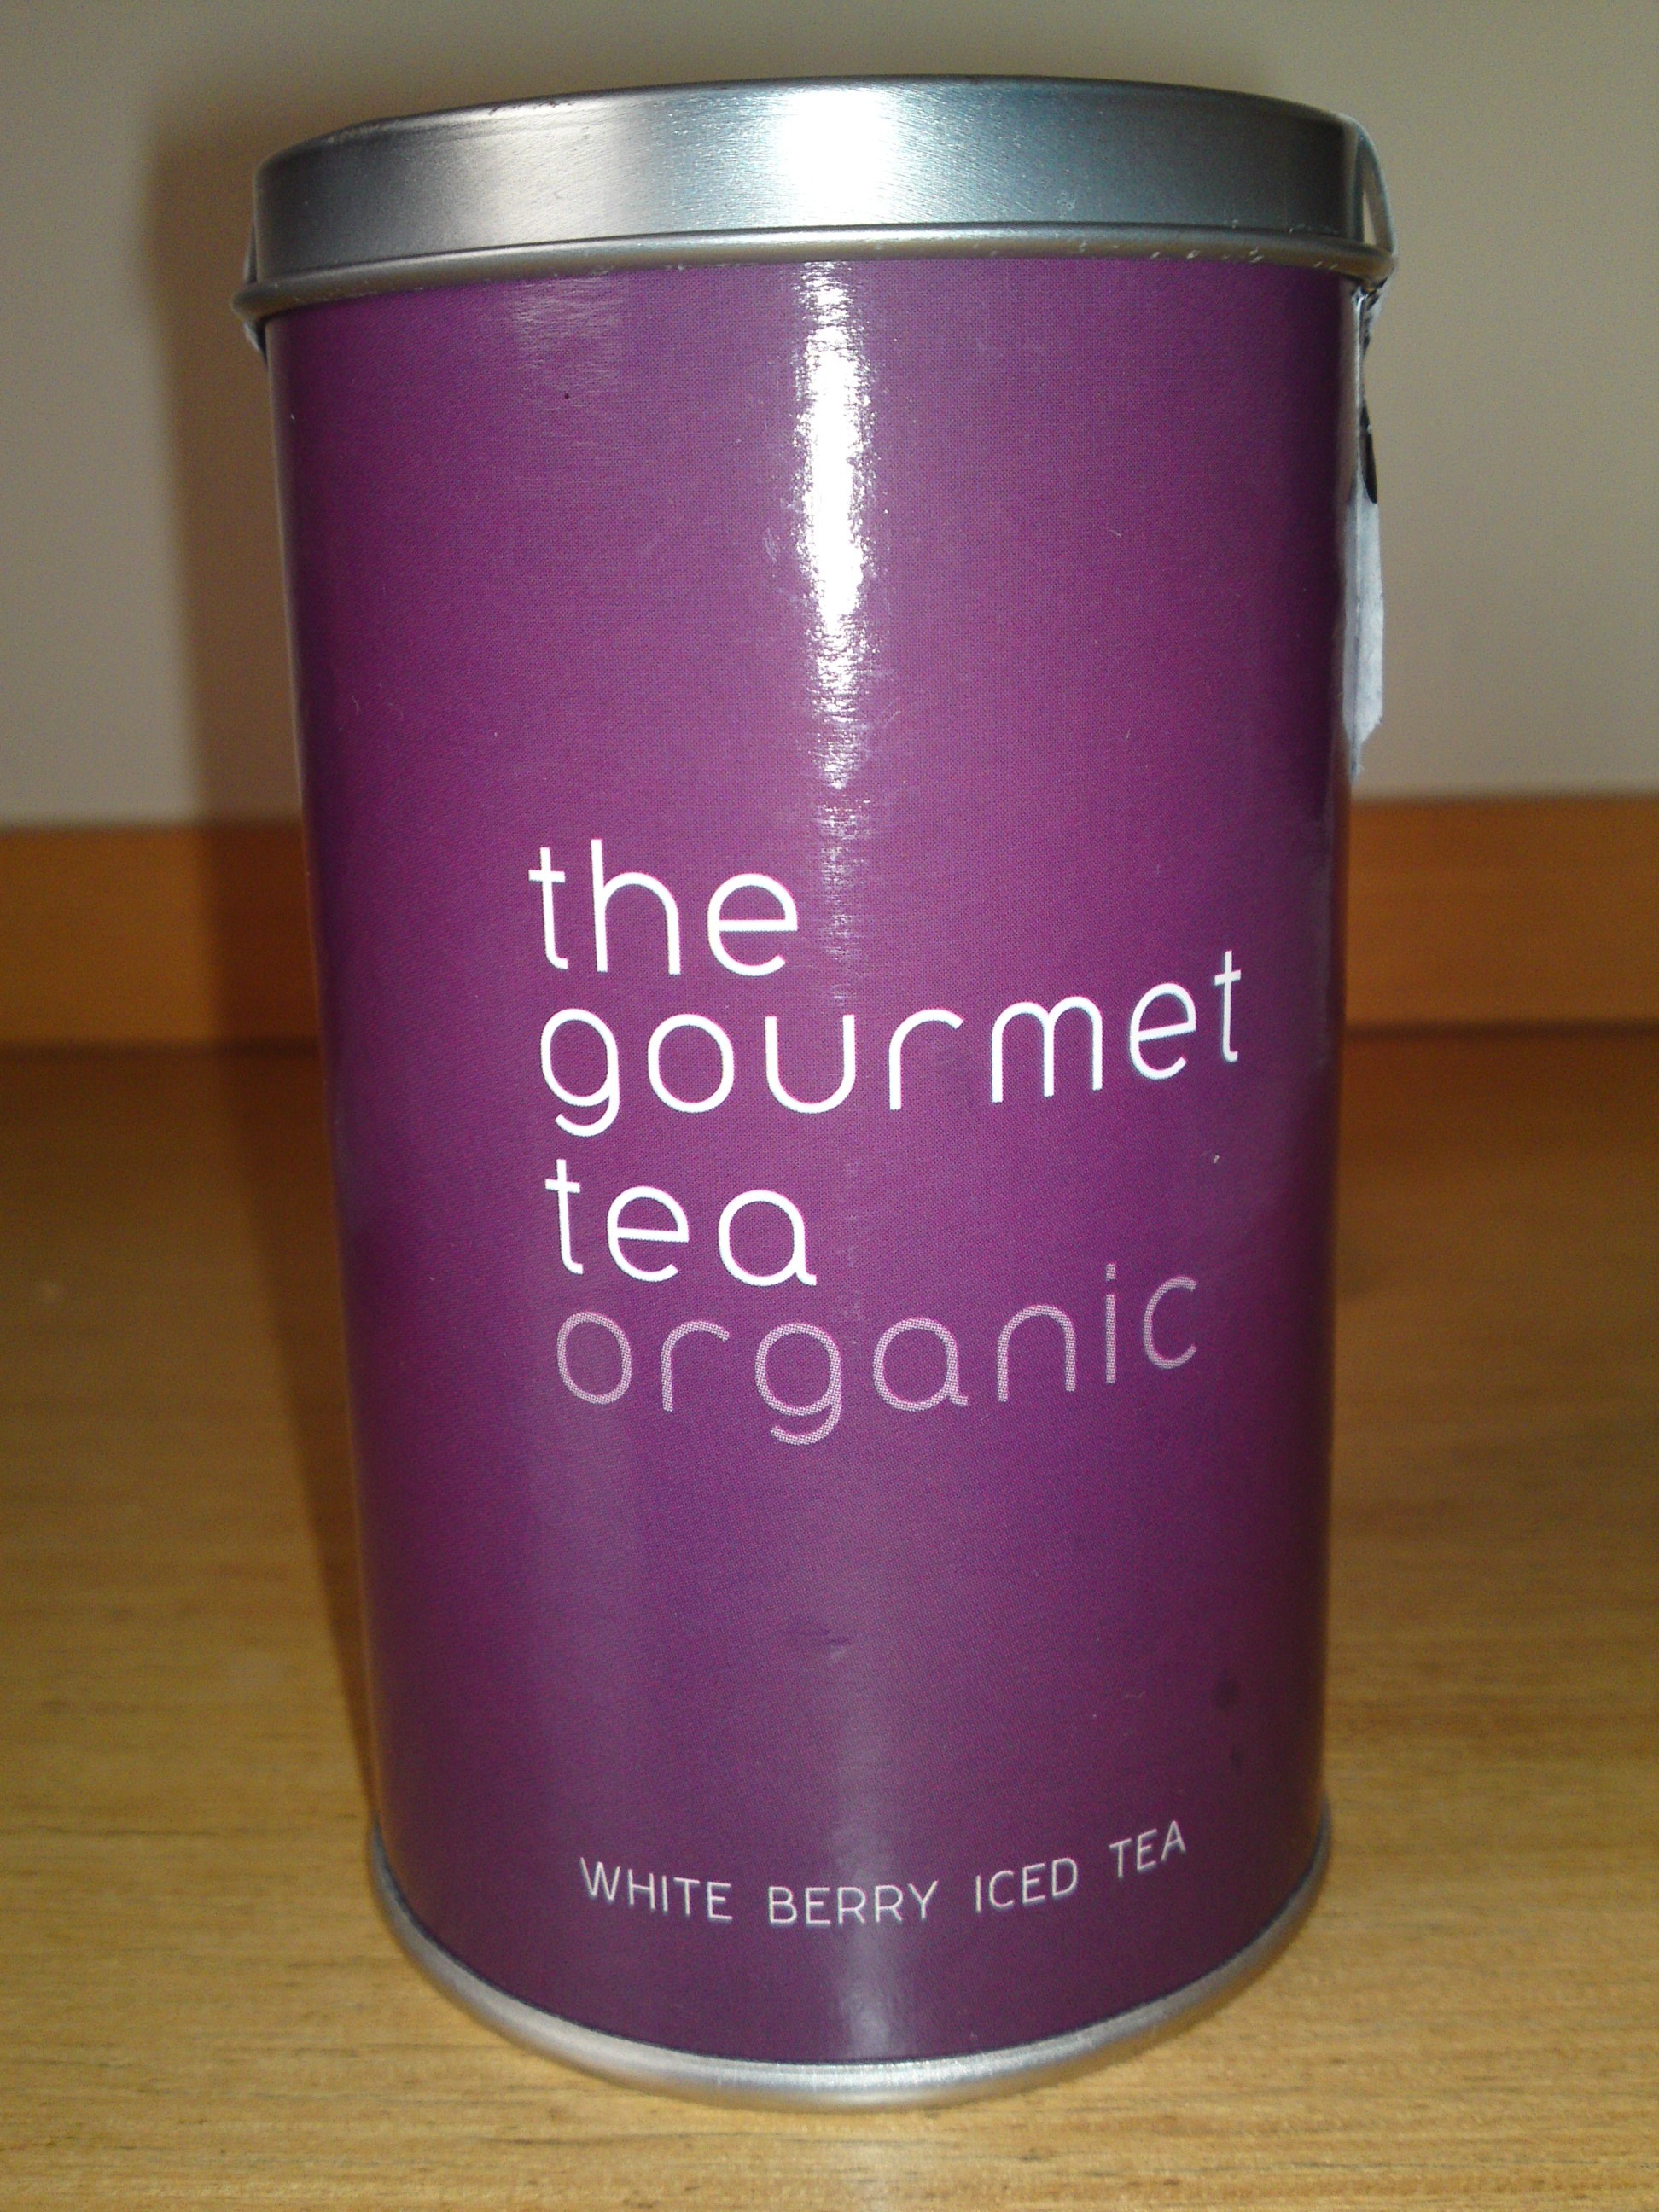 the
gourmet
tea
organic
WHITE BERRY ICED TEA